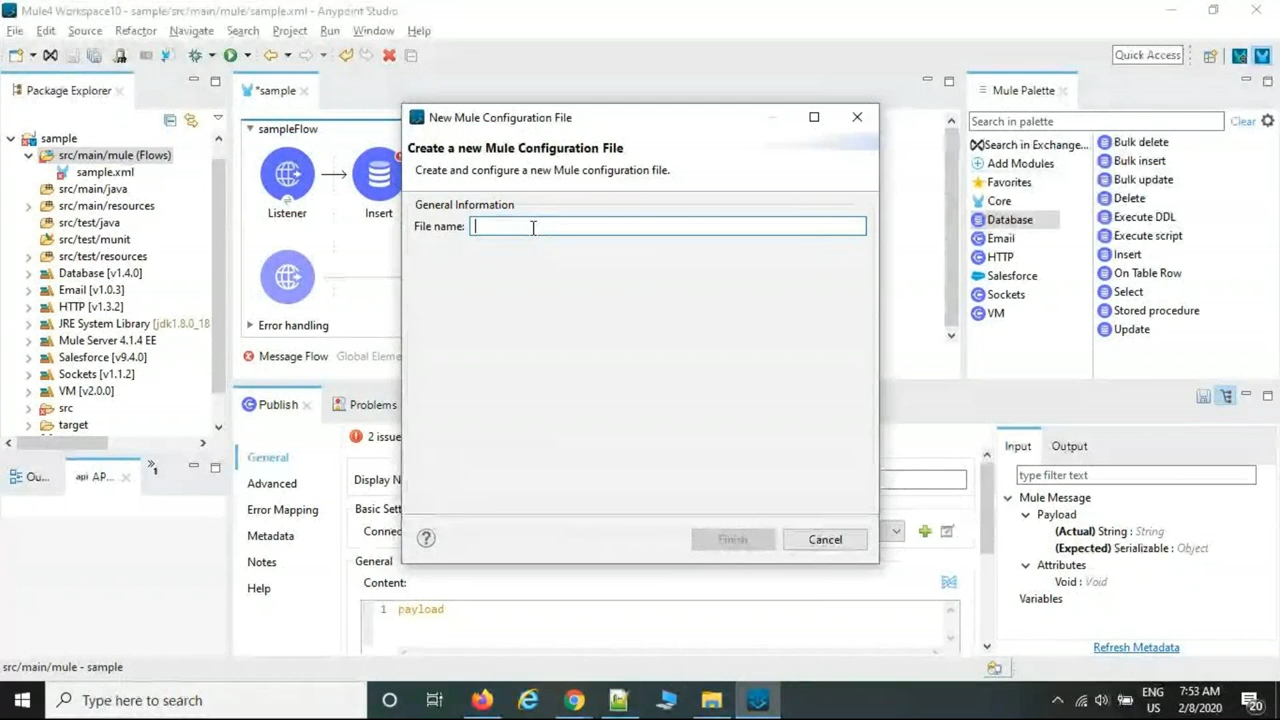 Mule4 Workspace10 - sample/src/main/mule/sample.xml - Anypoint Studio
File Edit Source Refactor Navigate Search Project Run Window Help
Quick Access
Package Explorer
sample
src/main/mule (Flows)
sample.xml
src/main/java
src/main/resources
src/test/java
src/test/munit
src/test/resources
Database [v1.4.0]
Email [v1.0.3]
HTTP [v1.3.2]
JRE System Library [jdk1.8.0_18
Mule Server 4.1.4 EE
Salesforce [v9.4.0]
Sockets [v1.1.2]
VM [v2.0.0]
src
target
Ou...
api AP...
1
*sample
sampleFlow
Listener
Insert
Error handling
Message Flow Global Eleme
New Mule Configuration File
Create a new Mule Configuration File
Create and configure a new Mule configuration file.
General Information
File name:
Finish
Cancel
Mule Palette
Search in palette
Clear
Search in Exchange...
Add Modules
Favorites
Core
Database
Email
HTTP
Salesforce
Sockets
VM
Bulk delete
Bulk insert
Bulk update
Delete
Execute DDL
Execute script
Insert
On Table Row
Select
Stored procedure
Update
Publish
Problems
General
Advanced
Error Mapping
Metadata
Notes
Help
2 issue
Display N
Basic Sett
Connec
General
Content:
1 payload
Input Output
type filter text
Mule Message
Payload
(Actual) String : String
(Expected) Serializable : Object
Attributes
Void : Void
Variables
Refresh Metadata
src/main/mule - sample
Type here to search
ENG
US
7:53 AM
2/8/2020
20